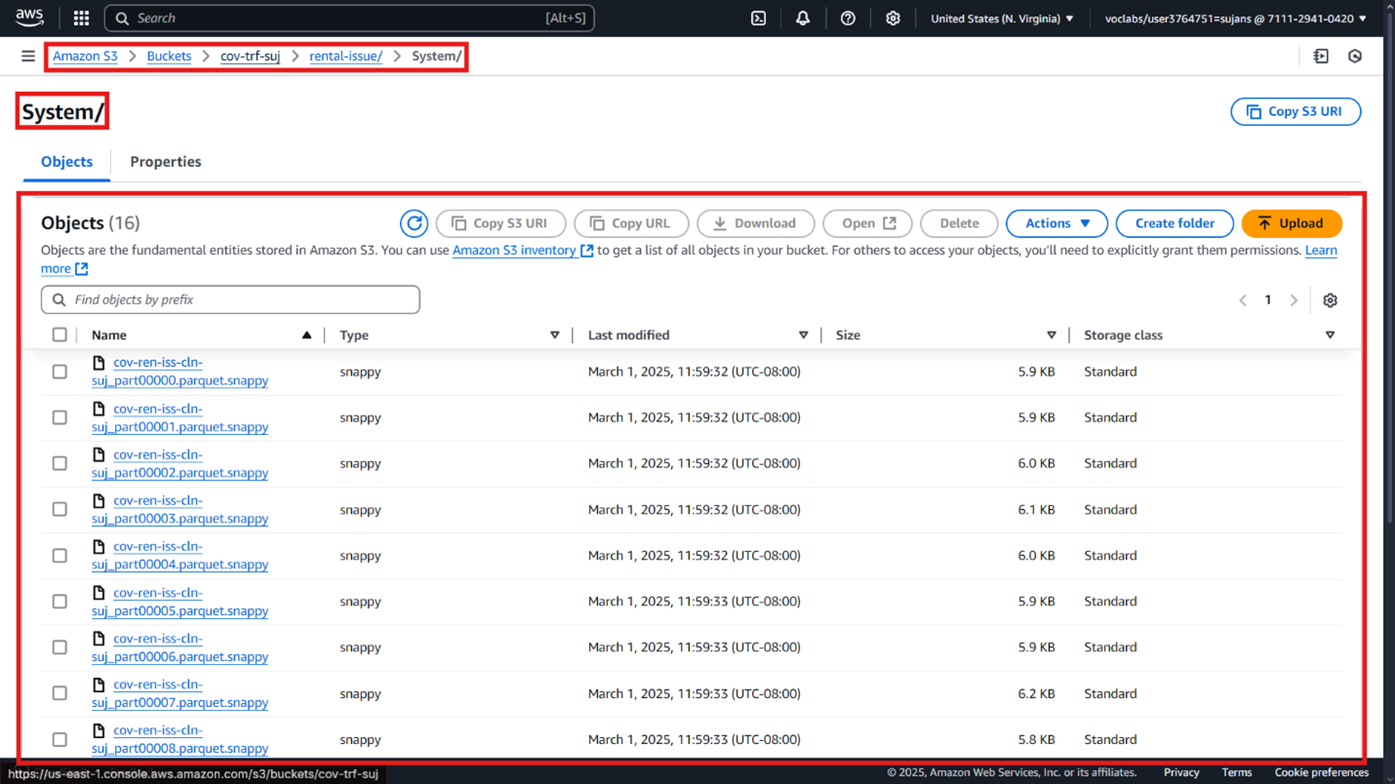 aws
Search [Alt+S]
United States (N. Virginia) ▼
voclabs/user3764751=sujans @ 7111-2941-0420 ▼
Amazon S3 > Buckets > cov-trf-suj > rental-issue/ > System/
System/
Copy S3 URI
Objects
Properties
Objects (16)
Copy S3 URI
Copy URL
Download
Open
Delete
Actions ▼
Create folder
Upload
Objects are the fundamental entities stored in Amazon S3. You can use Amazon S3 inventory to get a list of all objects in your bucket. For others to access your objects, you'll need to explicitly grant them permissions. Learn
more
Find objects by prefix
< 1 >
Name ▲ | Type | Last modified | Size | Storage class
cov-ren-iss-cln-
suj_part00000.parquet.snappy
snappy March 1, 2025, 11:59:32 (UTC-08:00) 5.9 KB Standard
cov-ren-iss-cln-
suj_part00001.parquet.snappy
snappy March 1, 2025, 11:59:32 (UTC-08:00) 5.9 KB Standard
cov-ren-iss-cln-
suj_part00002.parquet.snappy
snappy March 1, 2025, 11:59:32 (UTC-08:00) 6.0 KB Standard
cov-ren-iss-cln-
suj_part00003.parquet.snappy
snappy March 1, 2025, 11:59:32 (UTC-08:00) 6.1 KB Standard
cov-ren-iss-cln-
suj_part00004.parquet.snappy
snappy March 1, 2025, 11:59:32 (UTC-08:00) 6.0 KB Standard
cov-ren-iss-cln-
suj_part00005.parquet.snappy
snappy March 1, 2025, 11:59:33 (UTC-08:00) 5.9 KB Standard
cov-ren-iss-cln-
suj_part00006.parquet.snappy
snappy March 1, 2025, 11:59:33 (UTC-08:00) 5.9 KB Standard
cov-ren-iss-cln-
suj_part00007.parquet.snappy
snappy March 1, 2025, 11:59:33 (UTC-08:00) 6.2 KB Standard
cov-ren-iss-cln-
suj_part00008.parquet.snappy
snappy March 1, 2025, 11:59:33 (UTC-08:00) 5.8 KB Standard
https://us-east-1.console.aws.amazon.com/s3/buckets/cov-trf-suj
© 2025, Amazon Web Services, Inc. or its affiliates.
Privacy
Terms
Cookie preferences